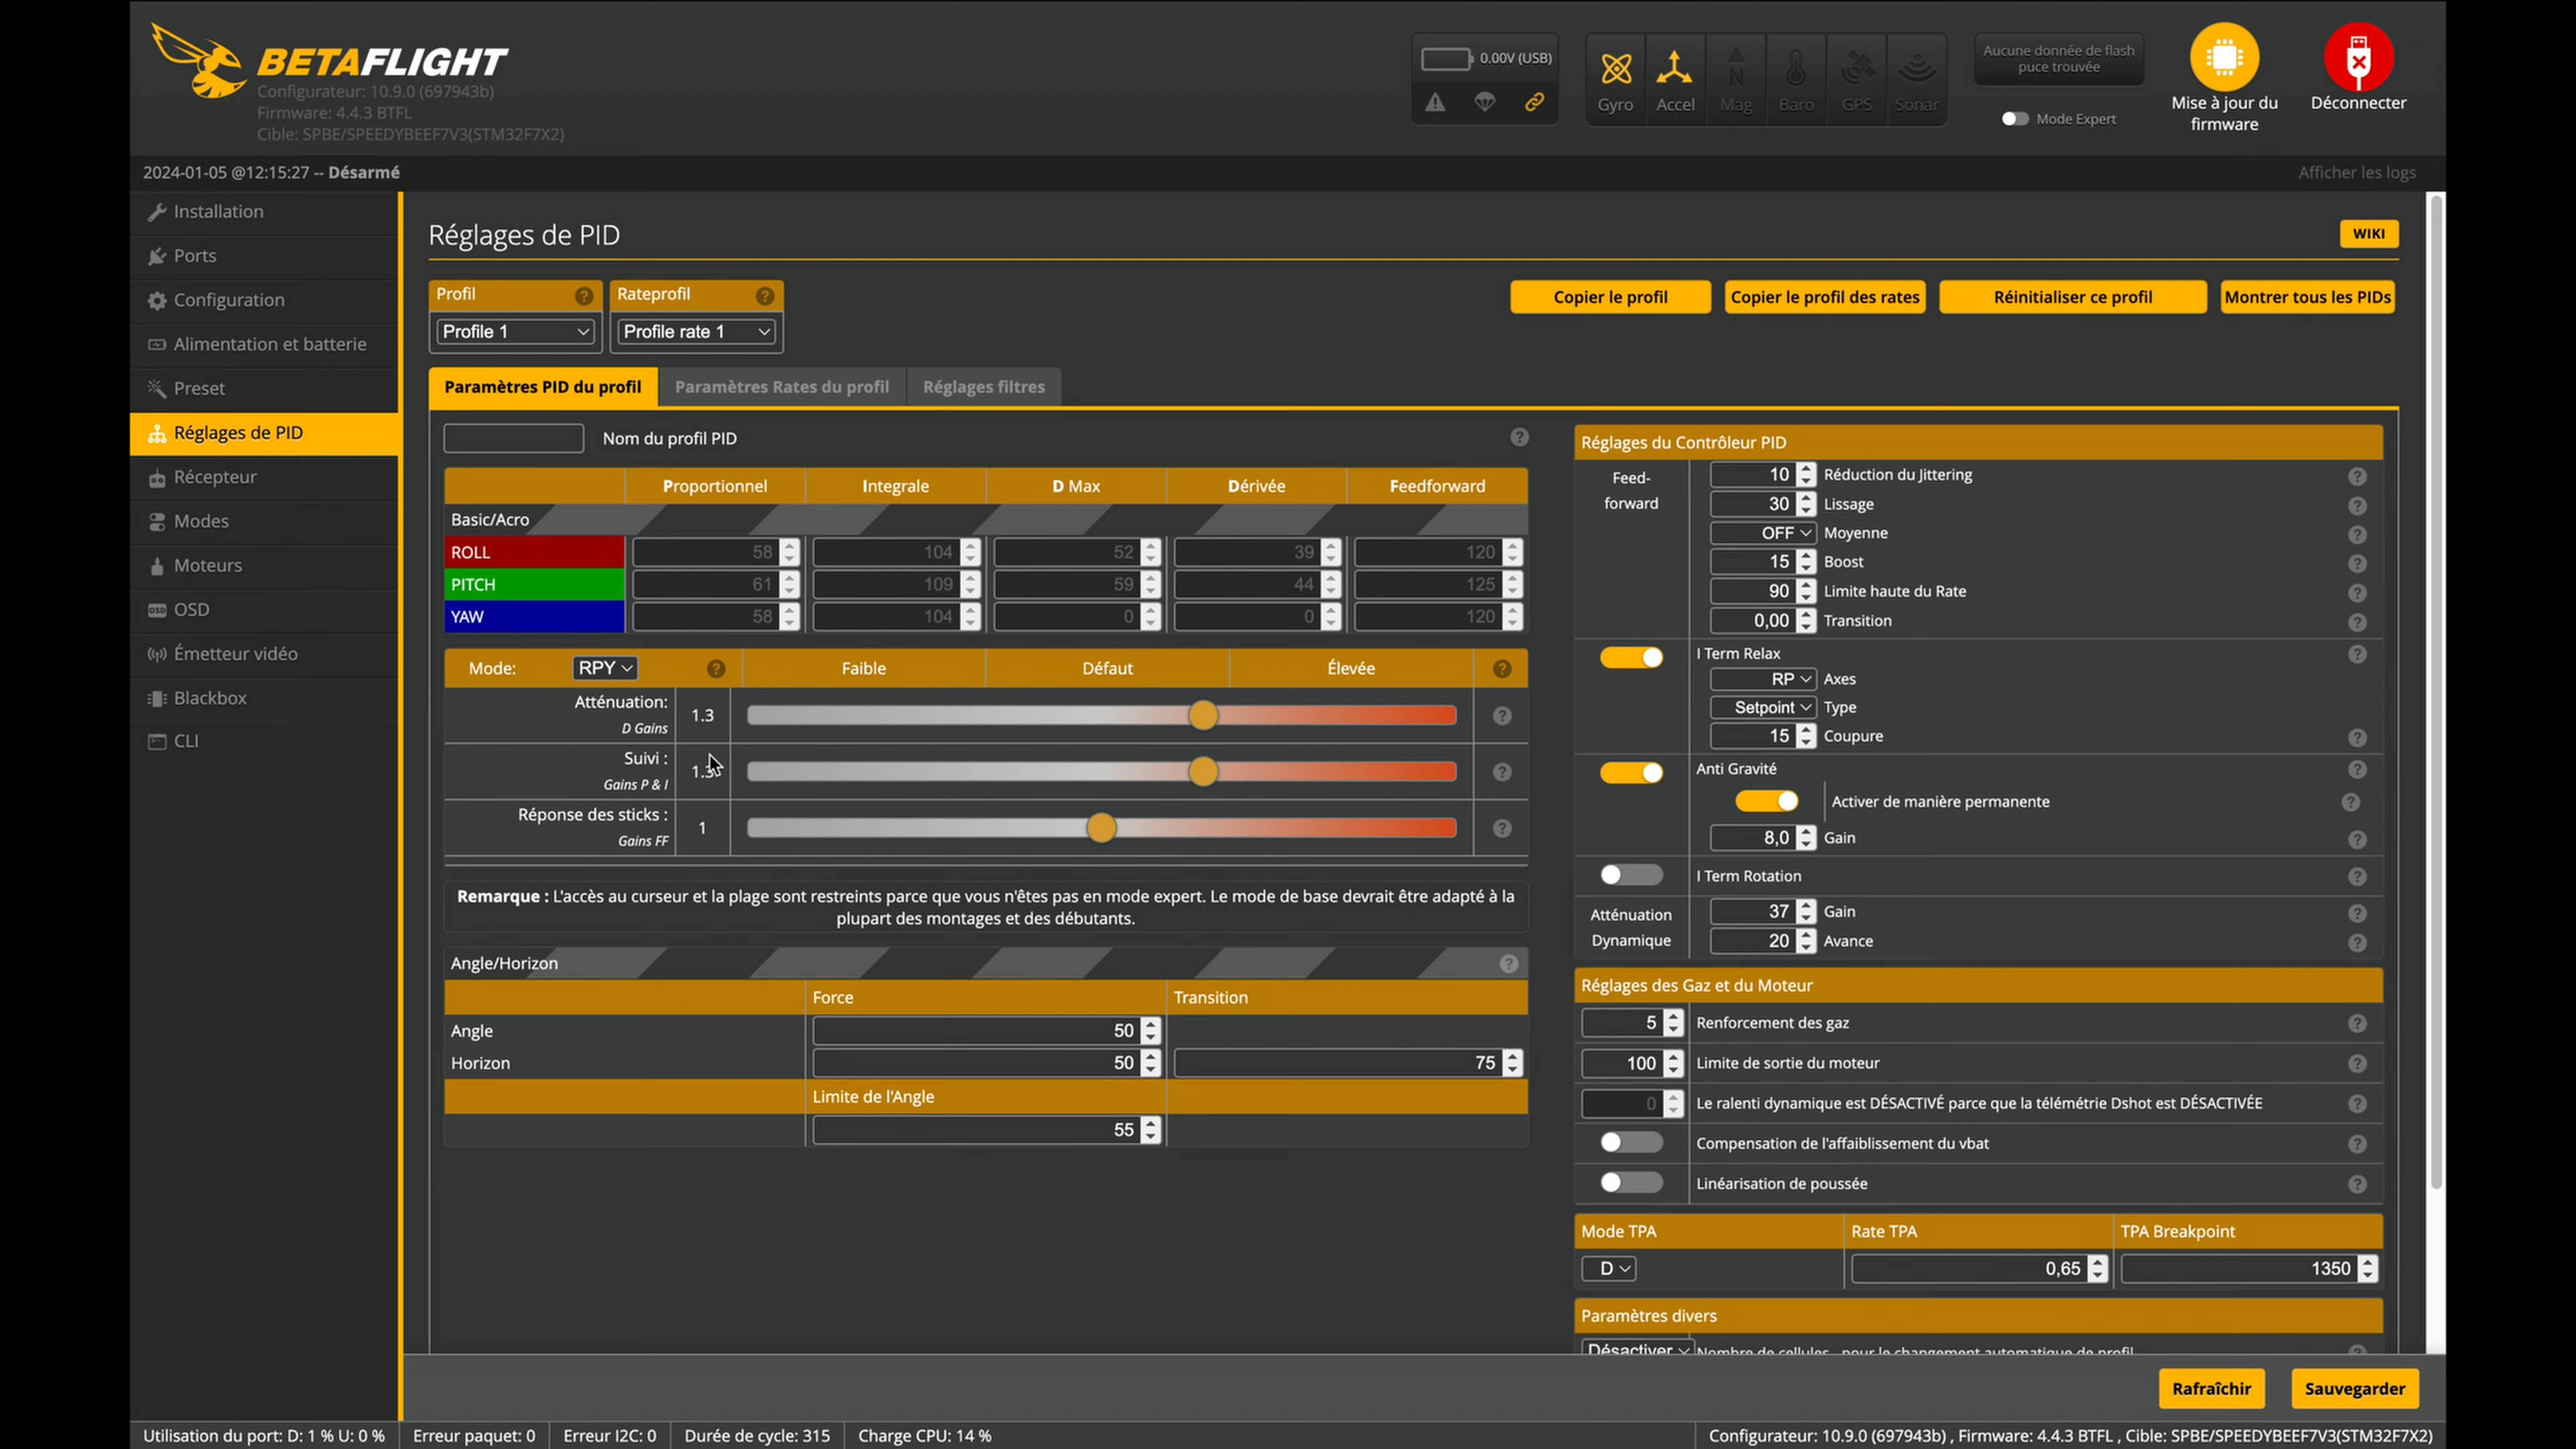 BETAFLIGHT
Configurateur: 10.9.0 (697943b)
Firmware: 4.4.3 BTFL
Cible: SPBE/SPEEDYBEEF7V3(STM32F7X2)
0.00V (USB)
Gyro
Accel
Mag
Baro
GPS
Sonar
Aucune donnée de flash
puce trouvée
Mode Expert
Mise à jour du
firmware
Déconnecter
2024-01-05 @12:15:27 -- Désarmé
Afficher les logs
Installation
Ports
Configuration
Alimentation et batterie
Preset
Réglages de PID
Récepteur
Modes
Moteurs
OSD
Émetteur vidéo
Blackbox
CLI
Réglages de PID
WIKI
Profil
Profile 1
Rateprofil
Profile rate 1
Copier le profil
Copier le profil des rates
Réinitialiser ce profil
Montrer tous les PIDs
Paramètres PID du profil
Paramètres Rates du profil
Réglages filtres
Nom du profil PID
Proportionnel Integrale D Max Dérivée Feedforward
Basic/Acro
ROLL 58 104 52 39 120
PITCH 61 109 59 44 125
YAW 58 104 0 0 120
Mode: RPY Faible Défaut Élevée
Atténuation:
D Gains
1.3
Suivi :
Gains P & I
Réponse des sticks :
Gains FF
1
Remarque : L'accès au curseur et la plage sont restreints parce que vous n'êtes pas en mode expert. Le mode de base devrait être adapté à la
plupart des montages et des débutants.
Angle/Horizon
Force Transition
Angle 50
Horizon 50 75
Limite de l'Angle
55
Réglages du Contrôleur PID
Feed-
forward
10 Réduction du Jittering
30 Lissage
OFF Moyenne
15 Boost
90 Limite haute du Rate
0,00 Transition
I Term Relax
RP Axes
Setpoint Type
15 Coupure
Anti Gravité
Activer de manière permanente
8,0 Gain
I Term Rotation
Atténuation
Dynamique
37 Gain
20 Avance
Réglages des Gaz et du Moteur
5 Renforcement des gaz
100 Limite de sortie du moteur
0 Le ralenti dynamique est DÉSACTIVÉ parce que la télémétrie Dshot est DÉSACTIVÉE
Compensation de l'affaiblissement du vbat
Linéarisation de poussée
Mode TPA Rate TPA TPA Breakpoint
D 0,65 1350
Paramètres divers
Désactiver Nombre de cellules - pour le changement automatique de profil
Rafraîchir
Sauvegarder
Utilisation du port: D: 1 % U: 0 % Erreur paquet: 0 Erreur I2C: 0 Durée de cycle: 315 Charge CPU: 14 %
Configurateur: 10.9.0 (697943b) , Firmware: 4.4.3 BTFL , Cible: SPBE/SPEEDYBEEF7V3(STM32F7X2)